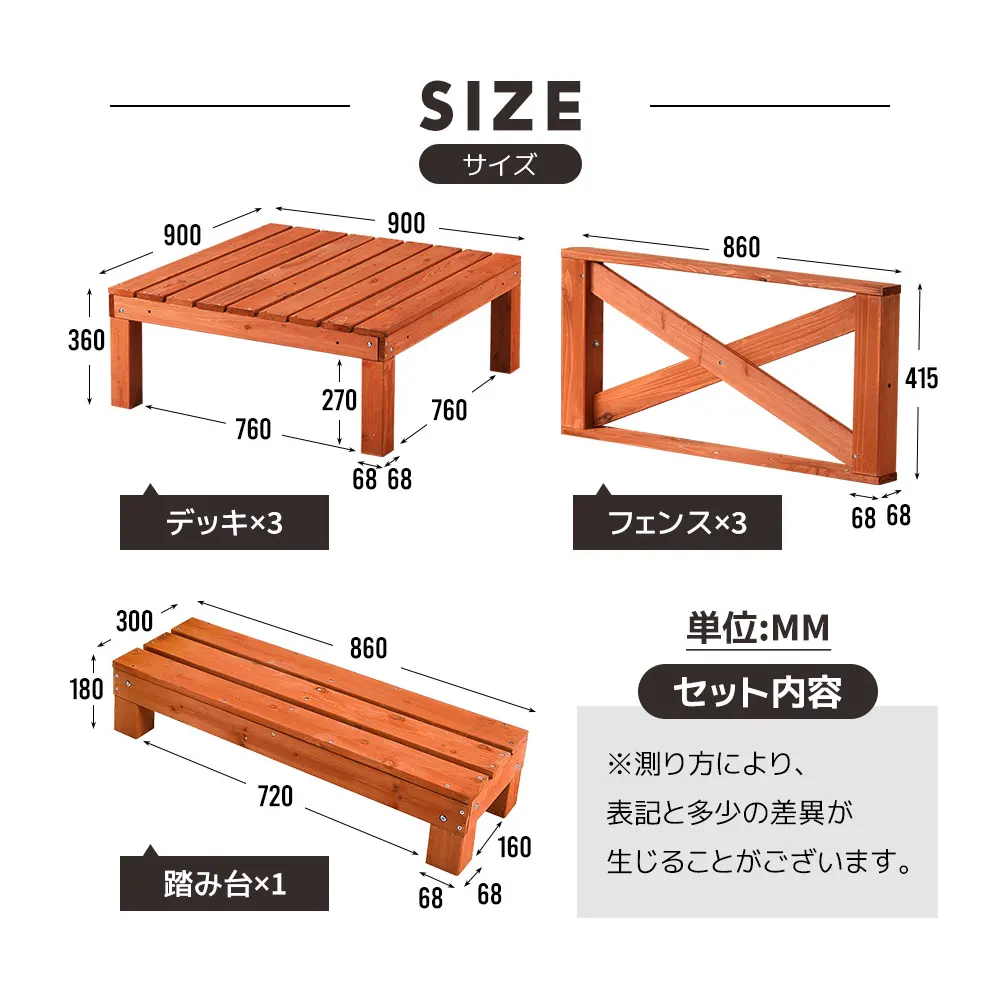 SIZE
サイズ
900
900
360
270
760
760
68 68
デッキ×3
860
415
68 68
フェンス×3
300
860
180
720
160
68
68
踏み台×1
単位:MM
セット内容
※測り方により、
表記と多少の差異が
生じることがございます。